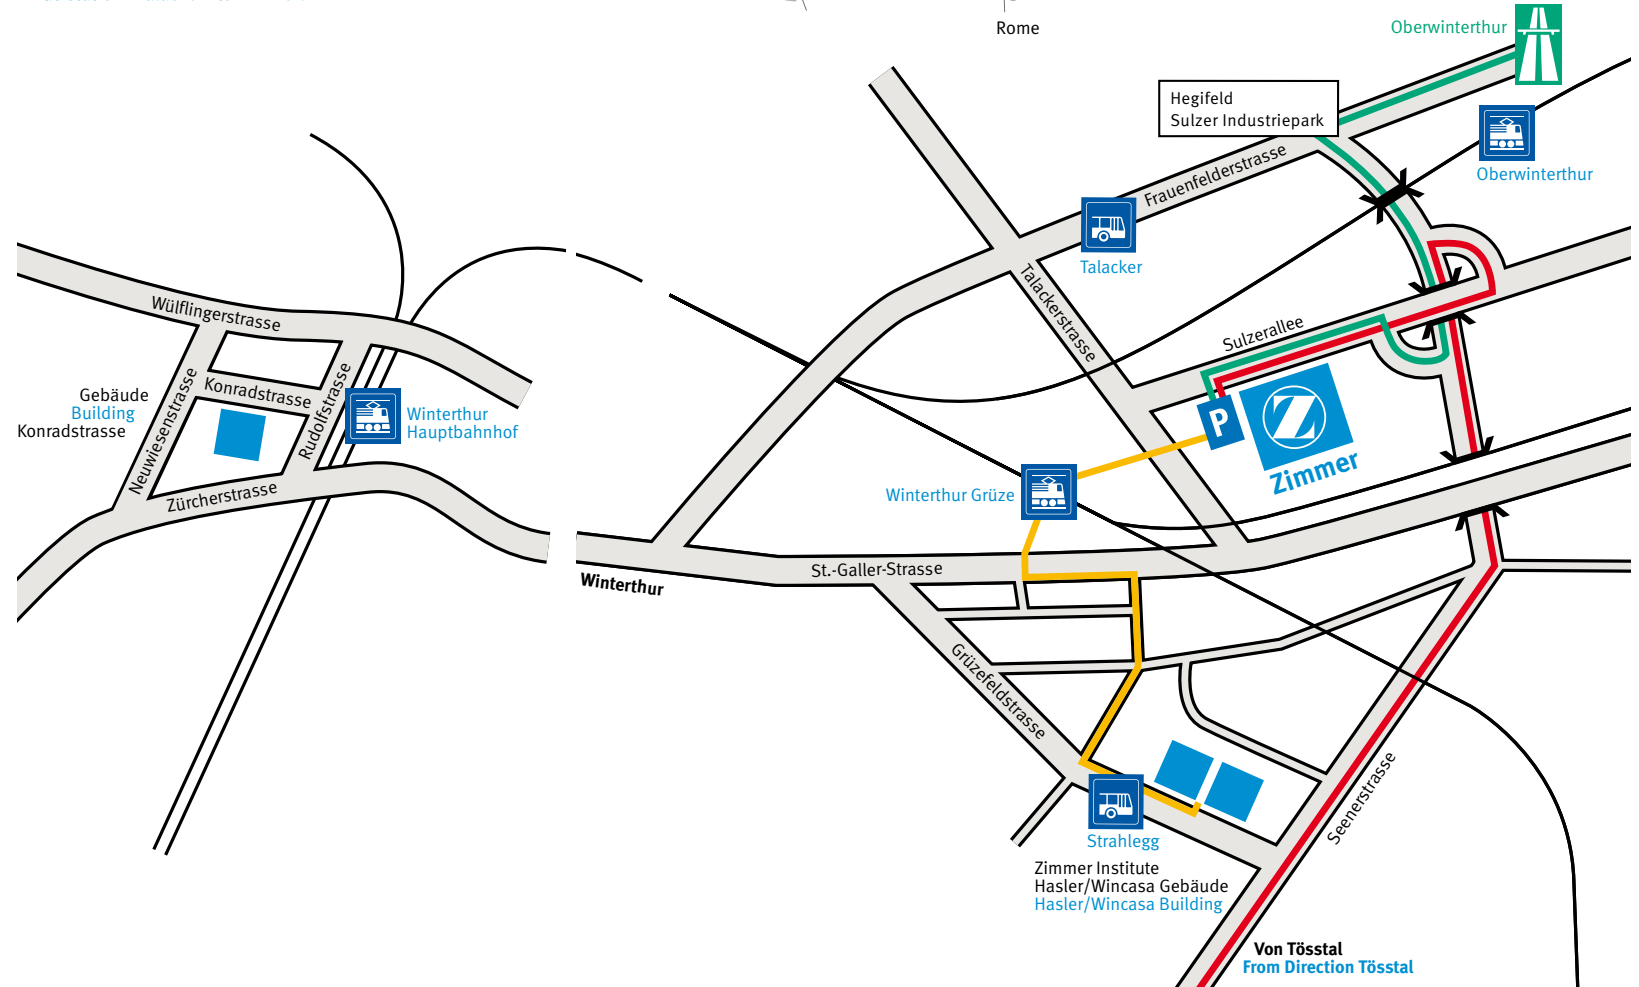 Rome
Oberwinterthur
Hegifeld
Sulzer Industriepark
Oberwinterthur
Frauenfelderstrasse
Talacker
Talackerstrasse
Sulzerallee
Wülflingerstrasse
Konradstrasse
Neuwiesenstrasse
Rudolfstrasse
Gebäude
Building
Konradstrasse
Winterthur
Hauptbahnhof
Zürcherstrasse
P
Z
Zimmer
Winterthur Grüze
St.-Galler-Strasse
Winterthur
Grüzefeldstrasse
Seenerstrasse
Strahlegg
Zimmer Institute
Hasler/Wincasa Gebäude
Hasler/Wincasa Building
Von Tösstal
From Direction Tösstal